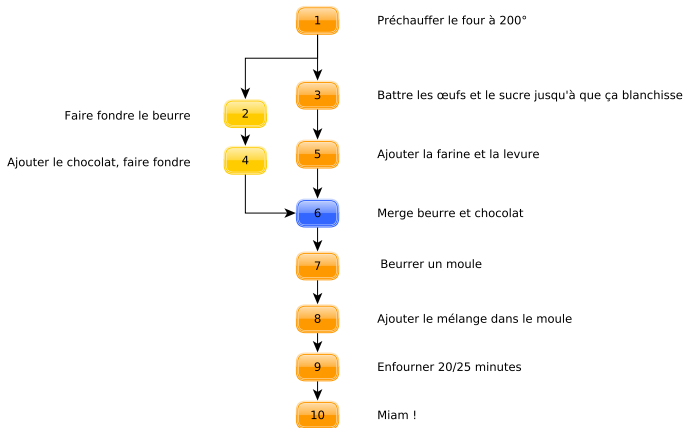 1 Préchauffer le four à 200°
3 Battre les œufs et le sucre jusqu'à que ça blanchisse
Faire fondre le beurre 2
5 Ajouter la farine et la levure
Ajouter le chocolat, faire fondre 4
6 Merge beurre et chocolat
7 Beurrer un moule
8 Ajouter le mélange dans le moule
9 Enfourner 20/25 minutes
10 Miam !